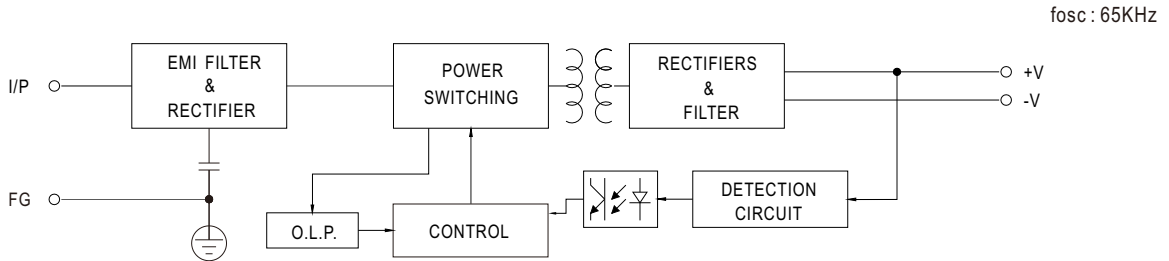 fosc : 65KHz
I/P
EMI FILTER
&
RECTIFIER
POWER
SWITCHING
RECTIFIERS
&
FILTER
+V
-V
FG
O.L.P.
CONTROL
DETECTION
CIRCUIT